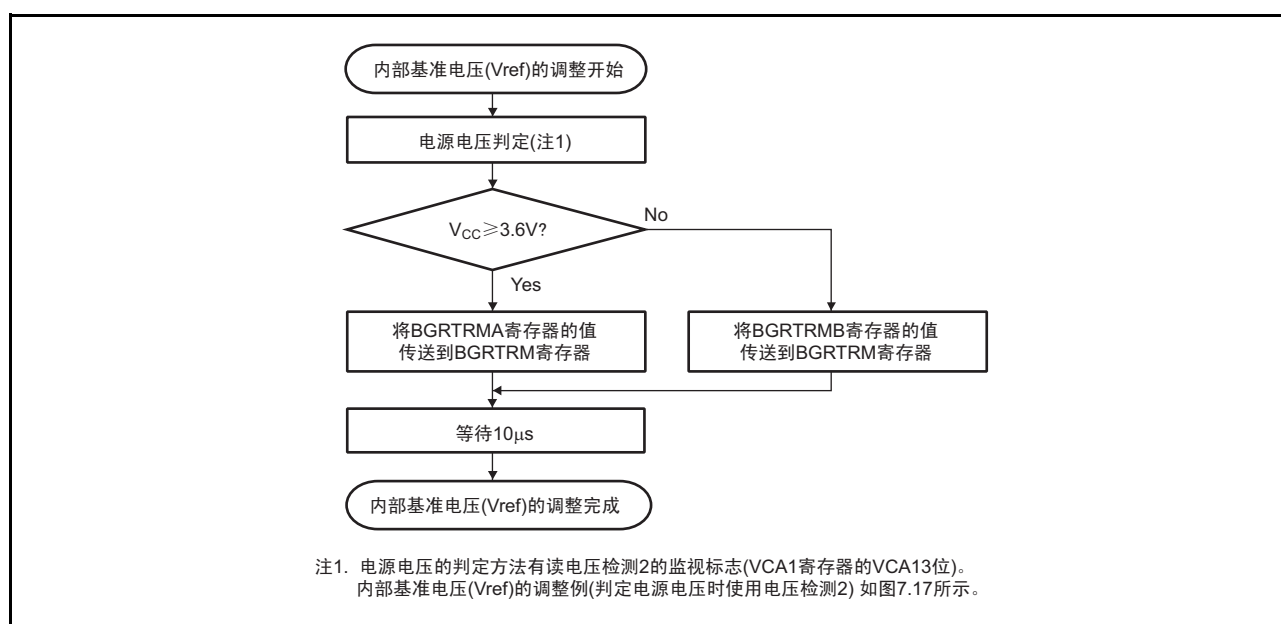 内部基准电压(Vref)的调整开始
电源电压判定(注1)
VCC≥3.6V?
No
Yes
将BGRTRMA寄存器的值
传送到BGRTRM寄存器
将BGRTRMB寄存器的值
传送到BGRTRM寄存器
等待10μs
内部基准电压(Vref)的调整完成
注1. 电源电压的判定方法有读电压检测2的监视标志(VCA1寄存器的VCA13位)。
内部基准电压(Vref)的调整例(判定电源电压时使用电压检测2) 如图7.17所示。